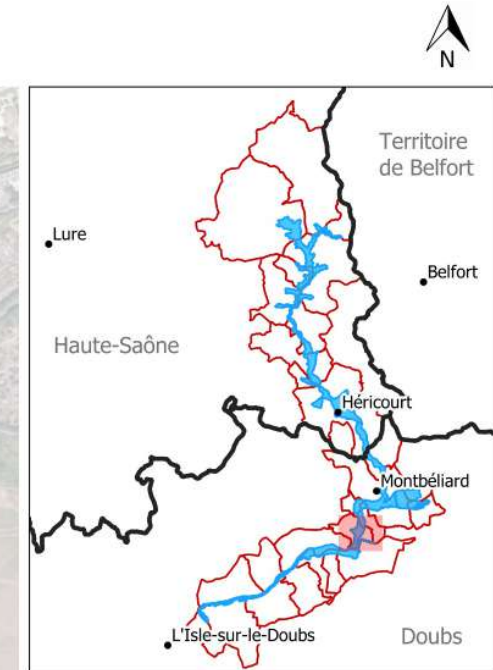 N
Territoire
de Belfort
Lure
Belfort
Haute-Saône
Héricourt
Montbéliard
L'Isle-sur-le-Doubs
Doubs